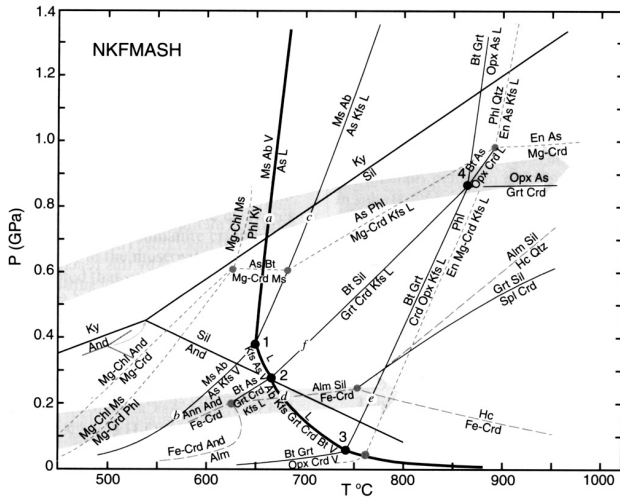 1.4
1.2
1.0
0.8
0.6
0.4
0.2
0
P (GPa)
NKFMASH
Ms Ab V
As L
Ms Ab
As Kfs L
Bt Grt
Opx As L
Phl Qtz
En As Kfs L
En As
Mg-Crd
Ky
Sil
Bt As
Opx Crd L
4
Opx As
Grt Crd
a
c
As Phl
Mg-Crd Kfs L
Mg-Chl Ms
Phl Ky
As Bt
Mg-Crd Ms
Phl
En Mg-Crd Kfs L
Bt Sil
Grt Crd Kfs L
Bt Grt
Crd Opx Kfs L
Alm Sil
Hc Qtz
Grt Sil
Spl Crd
Ky
And
Sil
And
1
f
Mg-Chl And
Mg-Crd
Mg-Chl Ms
Mg-Crd Phl
Ms Ab
As Kfs V
L
Kfs As V
2
Bt As
Grt Crd
Kfs L
Ann And
Fe-Crd
b
d
Alm Sil
Fe-Crd
e
L
Ab Kfs Grt Crd Bt V
Hc
Fe-Crd
Fe-Crd And
Alm
3
Bt Grt
Opx Crd V
500
600
700
800
900
1000
T °C